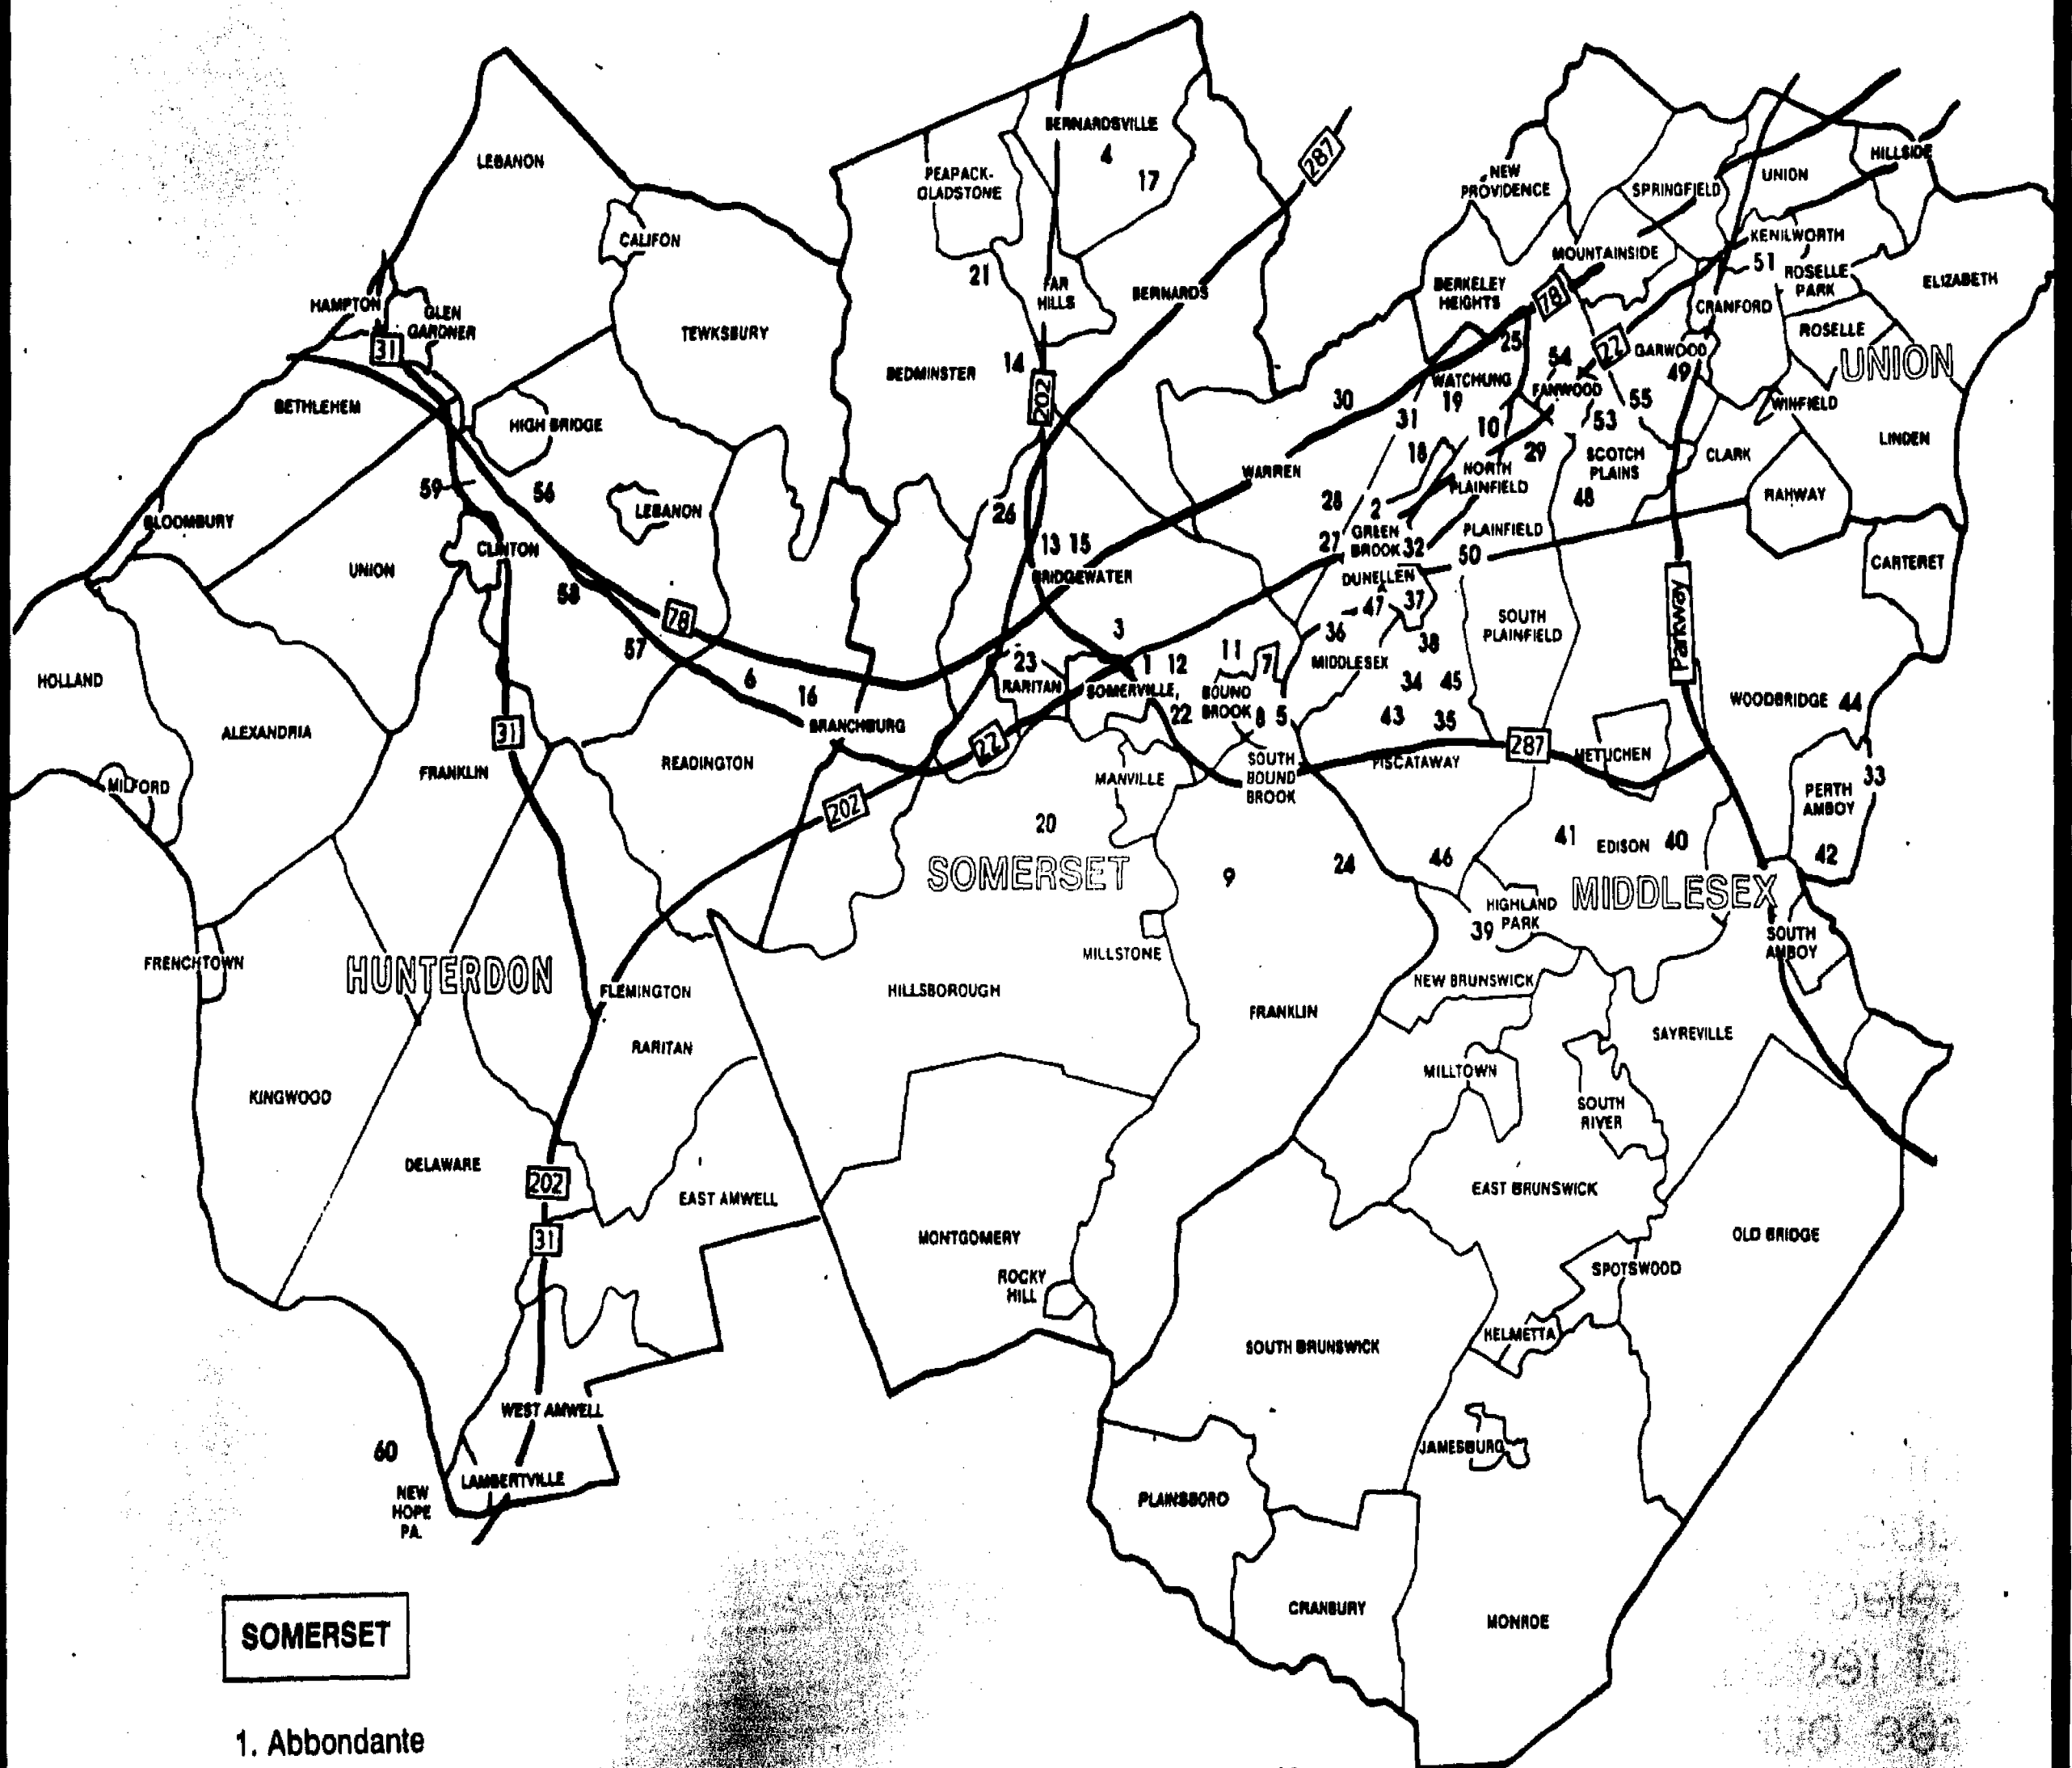 BERNARDSVILLE
4
17
PEAPACK-
GLADSTONE
287
LEBANON
NEW
PROVIDENCE
SPRINGFIELD
UNION
HILLSIDE
CALIFON
KENILWORTH
MOUNTAINSIDE
51
ROSELLE
PARK
ELIZABETH
21
FAR
HILLS
BERNARDS
BERKELEY
HEIGHTS
78
CRANFORD
HAMPTON
GLEN
GARDNER
31
TEWKSBURY
ROSELLE
UNION
25
54
22
GARWOOD
49
14
BEDMINSTER
202
WATCHUNG
19
FANWOOD
55
53
WINFIELD
BETHLEHEM
HIGH BRIDGE
30
31
10
LINDEN
18
29
SCOTCH
PLAINS
CLARK
WARREN
NORTH
PLAINFIELD
59
56
LEBANON
26
28
2
48
RAHWAY
BLOOMBURY
GREEN
BROOK
32
PLAINFIELD
27
13 15
50
CLINTON
UNION
58
BRIDGEWATER
DUNELLEN
CARTERET
47
37
78
SOUTH
PLAINFIELD
Parkway
57
3
36
38
MIDDLESEX
11
7
1 12
23
RARITAN
SOMERVILLE,
BOUND
BROOK
34
45
HOLLAND
6
16
BRANCHBURG
22
8 5
43
35
WOODBRIDGE 44
ALEXANDRIA
31
FRANKLIN
READINGTON
22
MANVILLE
SOUTH
BOUND
BROOK
PISCATAWAY
287
METUCHEN
33
MILFORD
PERTH
AMBOY
202
20
SOMERSET
9
24
46
41
EDISON
40
42
MIDDLESEX
HIGHLAND
PARK
39
SOUTH
AMBOY
MILLSTONE
FRENCHTOWN
HUNTERDON
FLEMINGTON
HILLSBOROUGH
NEW BRUNSWICK
FRANKLIN
SAYREVILLE
RARITAN
MILLTOWN
KINGWOOD
SOUTH
RIVER
DELAWARE
202
EAST AMWELL
EAST BRUNSWICK
31
MONTGOMERY
OLD BRIDGE
ROCKY
HILL
SPOTSWOOD
HELMETTA
SOUTH BRUNSWICK
WEST AMWELL
60
LAMBERTVILLE
NEW
HOPE
PA.
JAMESBURG
PLAINSBORO
CRANBURY
MONROE
SOMERSET
1. Abbondante